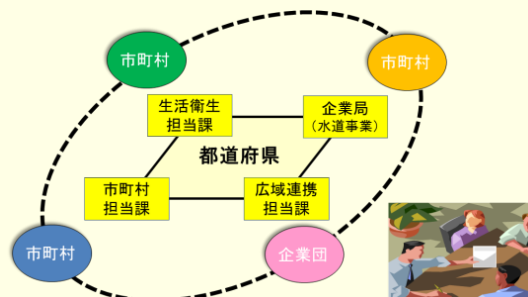 市町村
市町村
生活衛生
担当課
企業局
（水道事業）
都道府県
市町村
担当課
広域連携
担当課
市町村
企業団